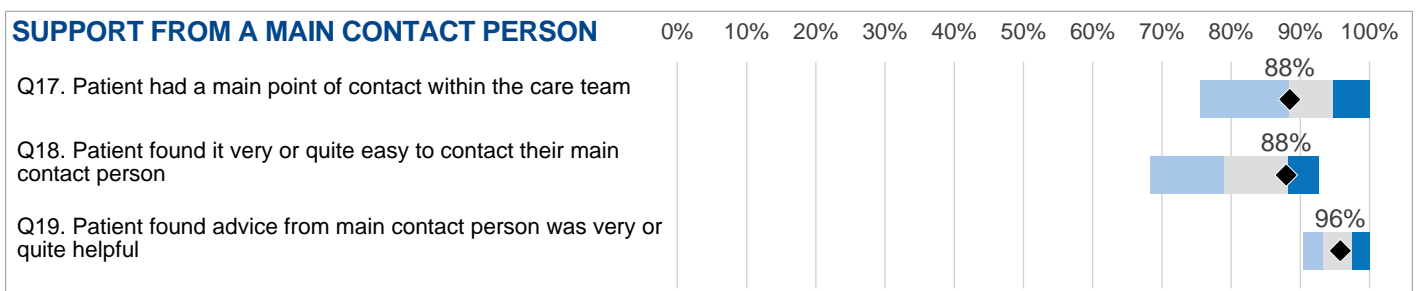 SUPPORT FROM A MAIN CONTACT PERSON 0% 10% 20% 30% 40% 50% 60% 70% 80% 90% 100%
88%
Q17. Patient had a main point of contact within the care team
88%
Q18. Patient found it very or quite easy to contact their main
contact person
96%
Q19. Patient found advice from main contact person was very or
quite helpful